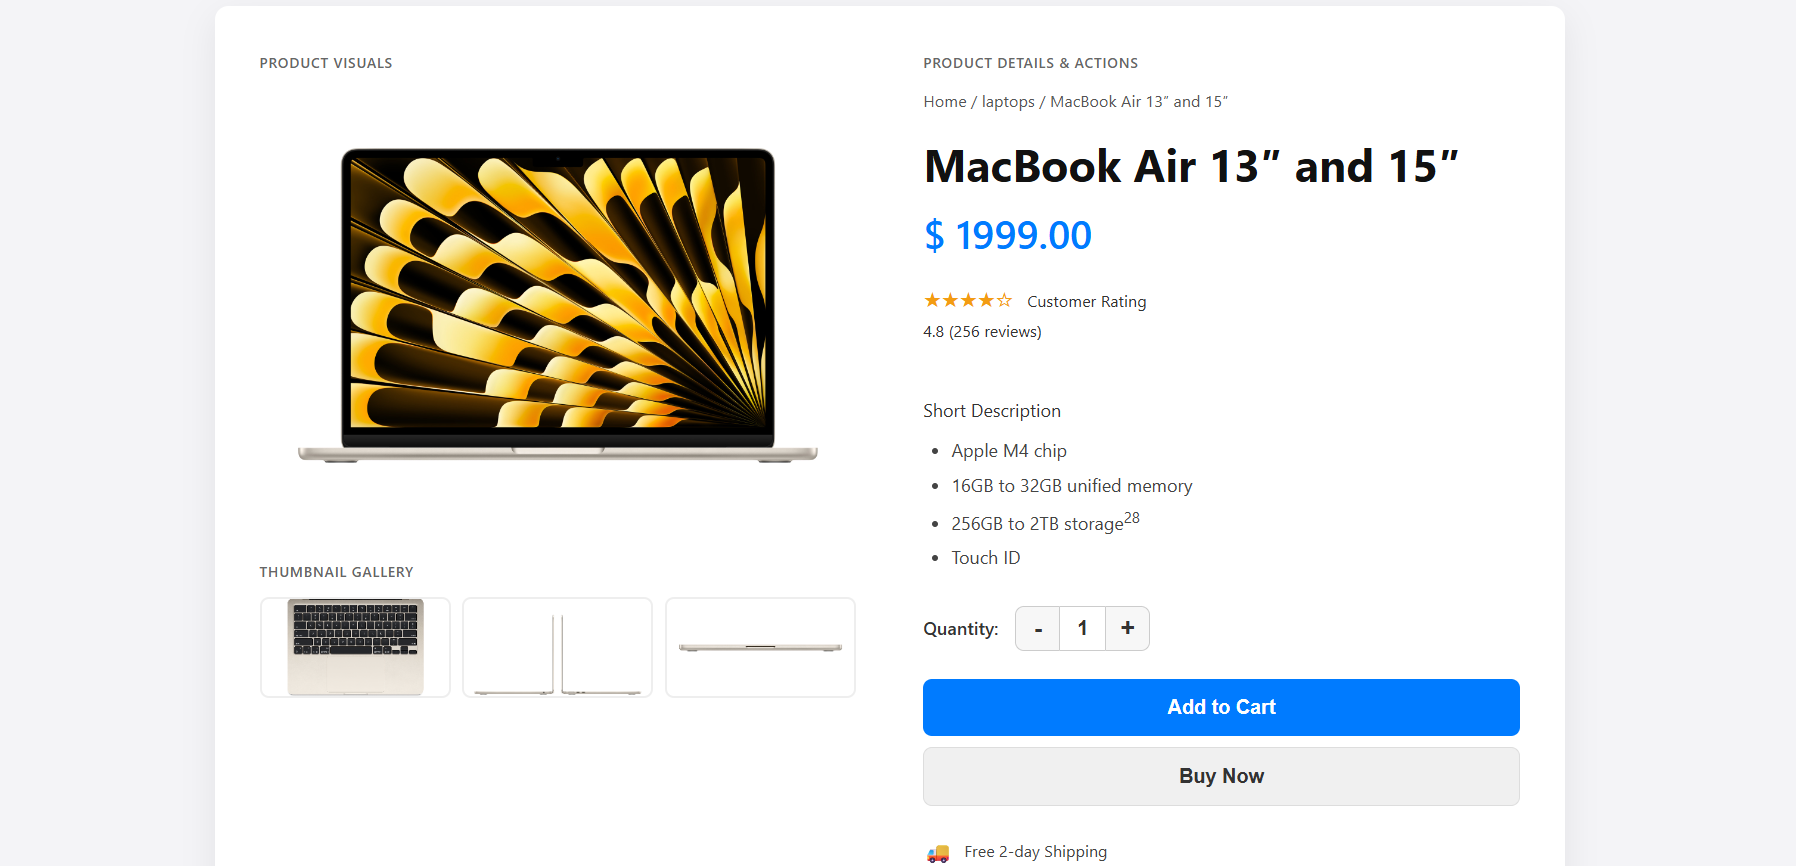 PRODUCT VISUALS
THUMBNAIL GALLERY
PRODUCT DETAILS & ACTIONS
Home / laptops / MacBook Air 13″ and 15″
MacBook Air 13″ and 15″
$ 1999.00
★★★★☆ Customer Rating
4.8 (256 reviews)
Short Description
• Apple M4 chip
• 16GB to 32GB unified memory
• 256GB to 2TB storage²⁸
• Touch ID
Quantity: - 1 +
Add to Cart
Buy Now
Free 2-day Shipping